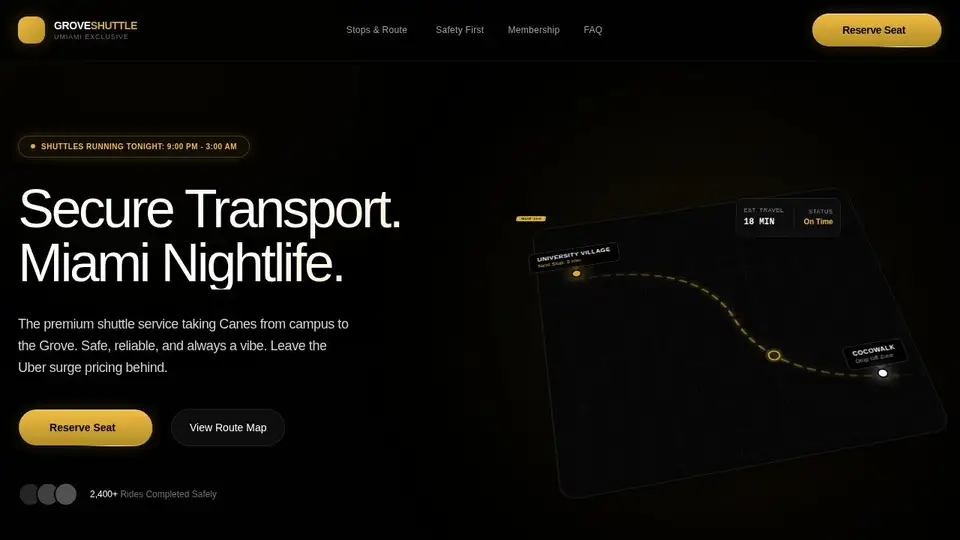 GROVESHUTTLE
UMIAMI EXCLUSIVE
Stops & Route
Safety First
Membership
FAQ
Reserve Seat
SHUTTLES RUNNING TONIGHT: 9:00 PM - 3:00 AM
Secure Transport.
Miami Nightlife.
The premium shuttle service taking Canes from campus to
the Grove. Safe, reliable, and always a vibe. Leave the
Uber surge pricing behind.
Reserve Seat
View Route Map
2,400+ Rides Completed Safely
EST. TRAVEL
18 MIN
STATUS
On Time
UNIVERSITY VILLAGE
COCOWALK
Drop Off Zone